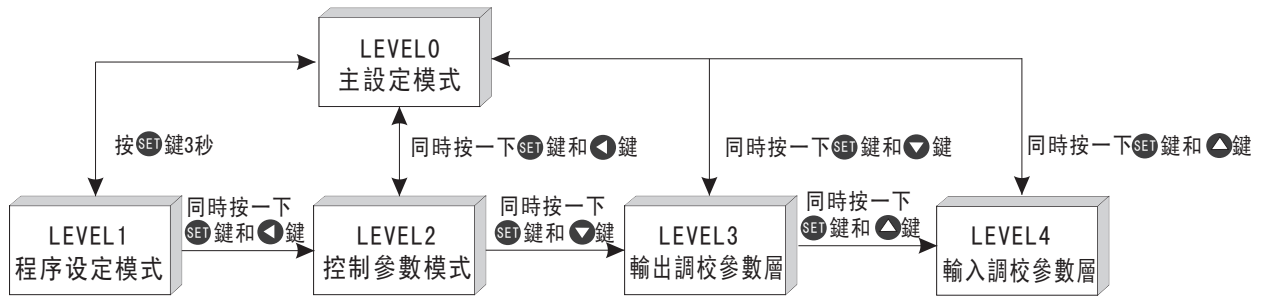 LEVEL0
主設定模式
按SET鍵3秒
同時按一下SET鍵和◀鍵
同時按一下SET鍵和▼鍵
同時按一下SET鍵和▲鍵
LEVEL1
程序设定模式
同時按一下
SET鍵和◀鍵
LEVEL2
控制參數模式
同時按一下
SET鍵和▼鍵
LEVEL3
輸出調校參數層
同時按一下
SET鍵和▲鍵
LEVEL4
輸入調校參數層